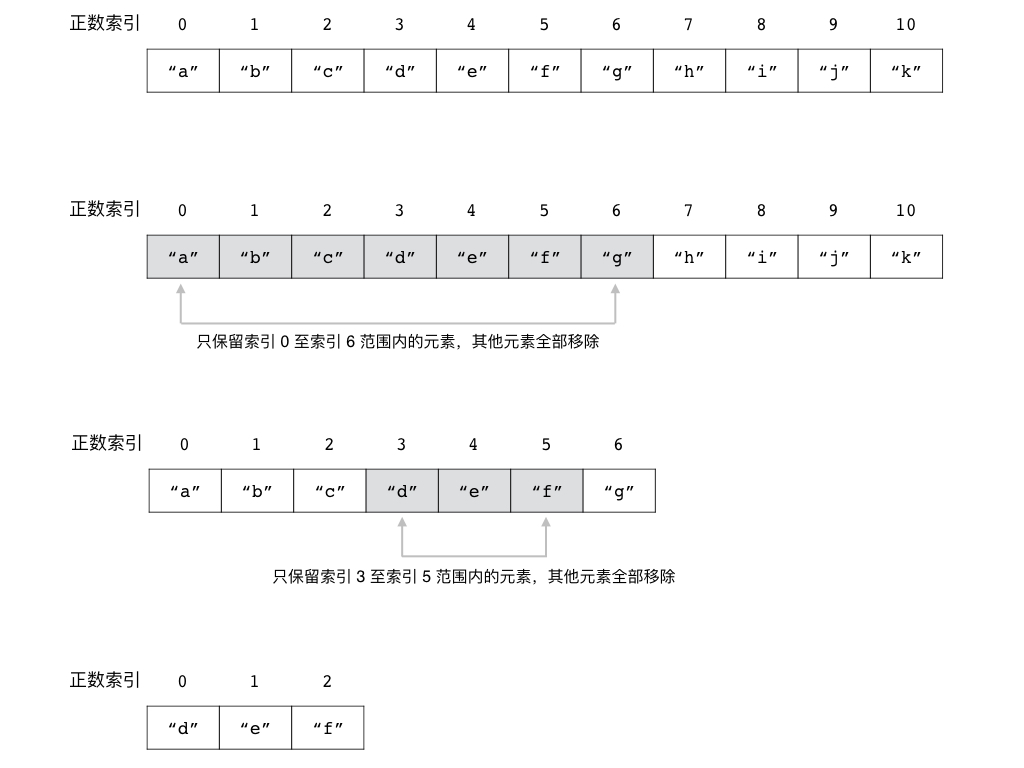 正数索引 0 1 2 3 4 5 6 7 8 9 10
“a” “b” “c” “d” “e” “f” “g” “h” “i” “j” “k”
正数索引 0 1 2 3 4 5 6 7 8 9 10
“a” “b” “c” “d” “e” “f” “g” “h” “i” “j” “k”
只保留索引 0 至索引 6 范围内的元素，其他元素全部移除
正数索引 0 1 2 3 4 5 6
“a” “b” “c” “d” “e” “f” “g”
只保留索引 3 至索引 5 范围内的元素，其他元素全部移除
正数索引 0 1 2
“d” “e” “f”